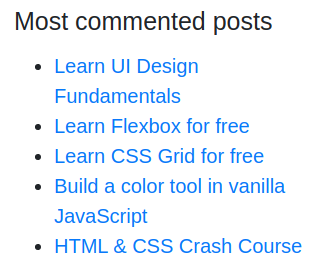 Most commented posts
Learn UI Design
Fundamentals
Learn Flexbox for free
Learn CSS Grid for free
Build a color tool in vanilla
JavaScript
HTML & CSS Crash Course